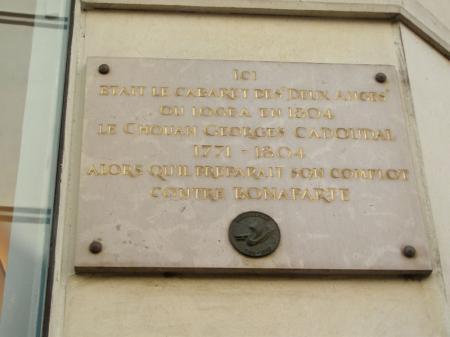 ICI
ÉTAIT LE CABARET DES "DEUX ANGES"
OÙ LOGEA EN 1804
LE CHOUAN GEORGES CADOUDAL
1771 - 1804
ALORS QU'IL PRÉPARAIT SON COMPLOT
CONTRE BONAPARTE